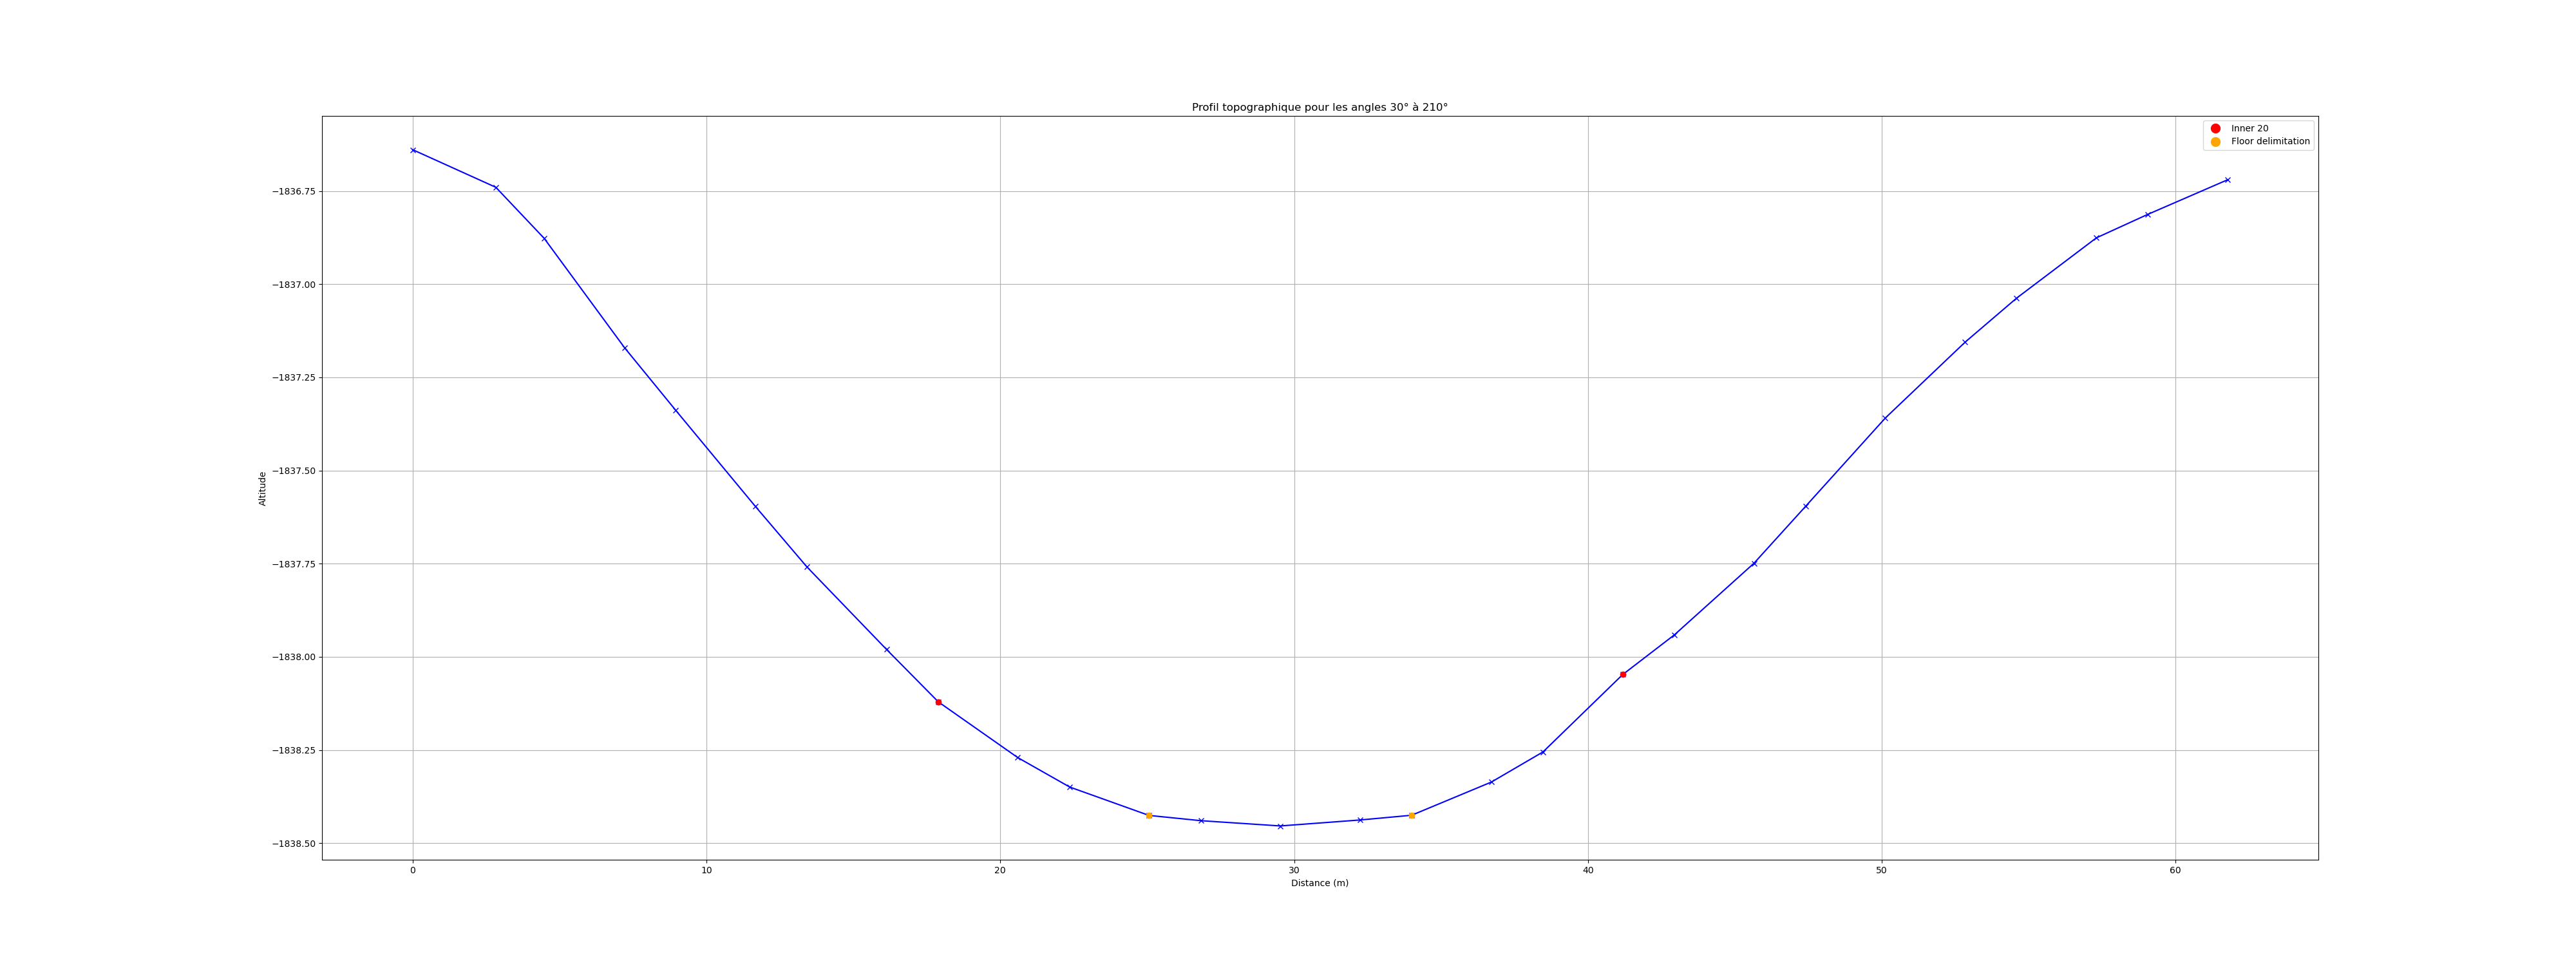 Profil topographique pour les angles 30° à 210°
Inner 20
Floor delimitation
Altitude
−1836.75
−1837.00
−1837.25
−1837.50
−1837.75
−1838.00
−1838.25
−1838.50
0 10 20 30 40 50 60
Distance (m)